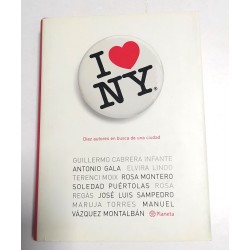 I ♥
NY®
Diez autores en busca de una ciudad
GUILLERMO CABRERA INFANTE
ANTONIO GALA ELVIRA LINDO
TERENCI MOIX ROSA MONTERO
SOLEDAD PUÉRTOLAS ROSA
REGÀS JOSÉ LUIS SAMPEDRO
MARUJA TORRES MANUEL
VÁZQUEZ MONTALBÁN Planeta